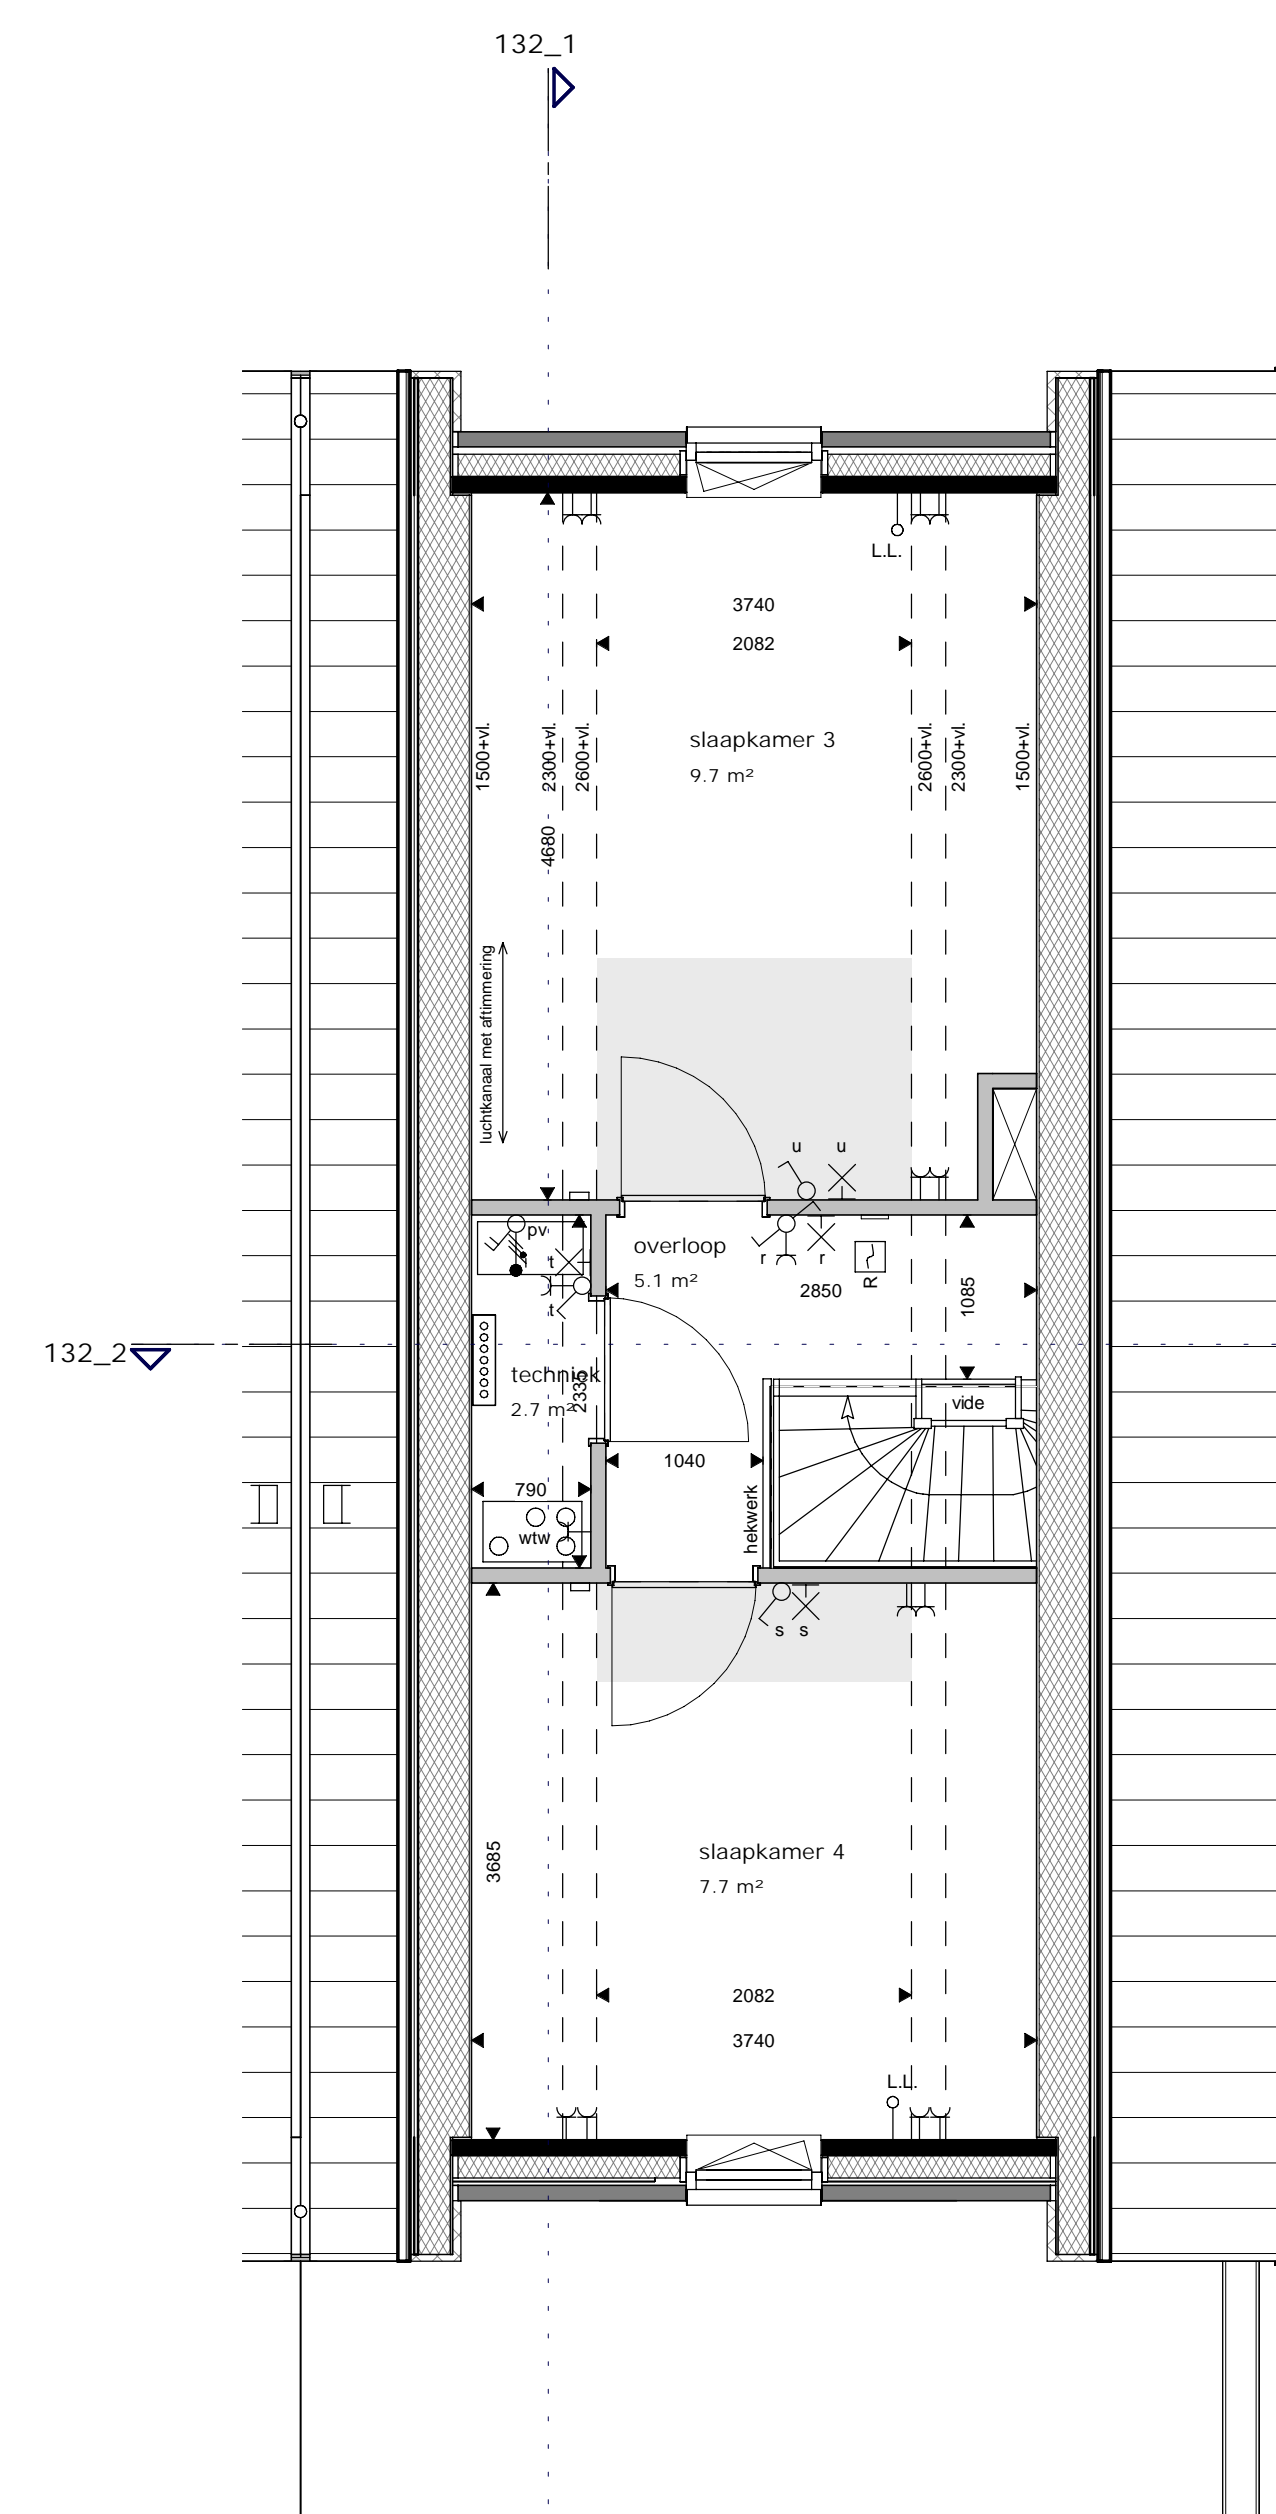 132_1
L.L.
3740
2082
slaapkamer 3
9.7 m²
1500+vl.
2300+vl.
2600+vl.
2600+vl.
2300+vl.
1500+vl.
4680
luchtkanaal met aftimmering
u u
pv
overloop
5.1 m²
r r
R
t
t
2850
1085
132_2
techniek
2.7 m²
2335
vide
1040
790
hekwerk
wtw
s s
3685
slaapkamer 4
7.7 m²
2082
3740
L.L.